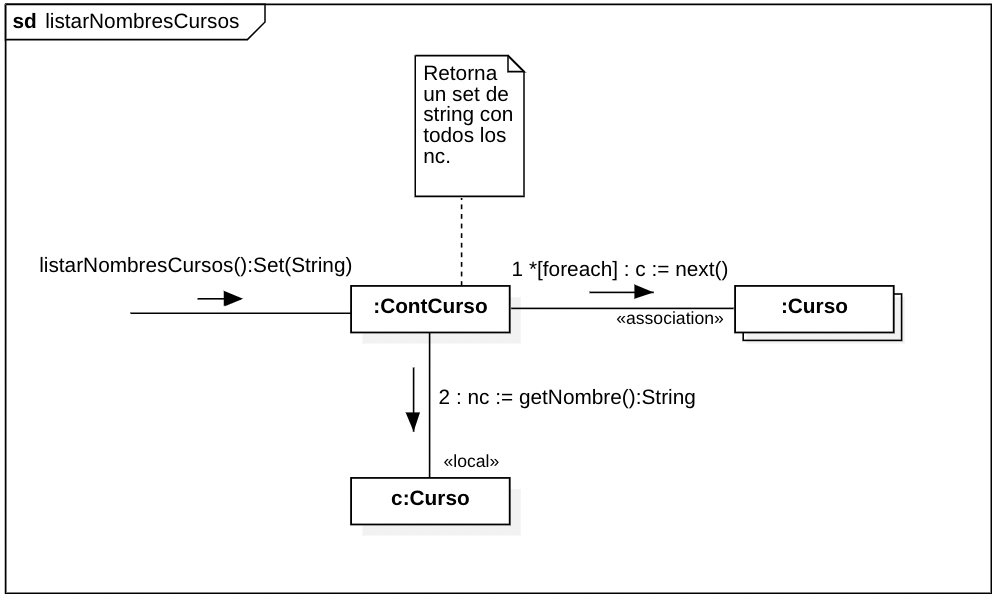 sd listarNombresCursos
Retorna
un set de
string con
todos los
nc.
listarNombresCursos():Set(String)
1 *[foreach] : c := next()
:ContCurso
:Curso
«association»
2 : nc := getNombre():String
«local»
c:Curso